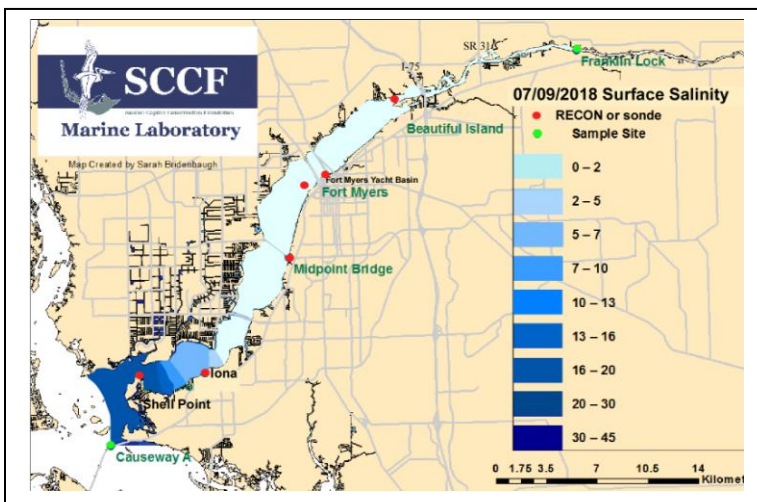 SCCF
Marine Laboratory
Map Created by Sarah Bridenbaugh
I-75
SR 31
Franklin Lock
Beautiful Island
Fort Myers Yacht Basin
Fort Myers
Midpoint Bridge
Iona
Shell Point
Causeway A
07/09/2018 Surface Salinity
RECON or sonde
Sample Site
0 – 2
2 – 5
5 – 7
7 – 10
10 – 13
13 – 16
16 – 20
20 – 30
30 – 45
0 1.75 3.5 7 10.5 14
Kilomet